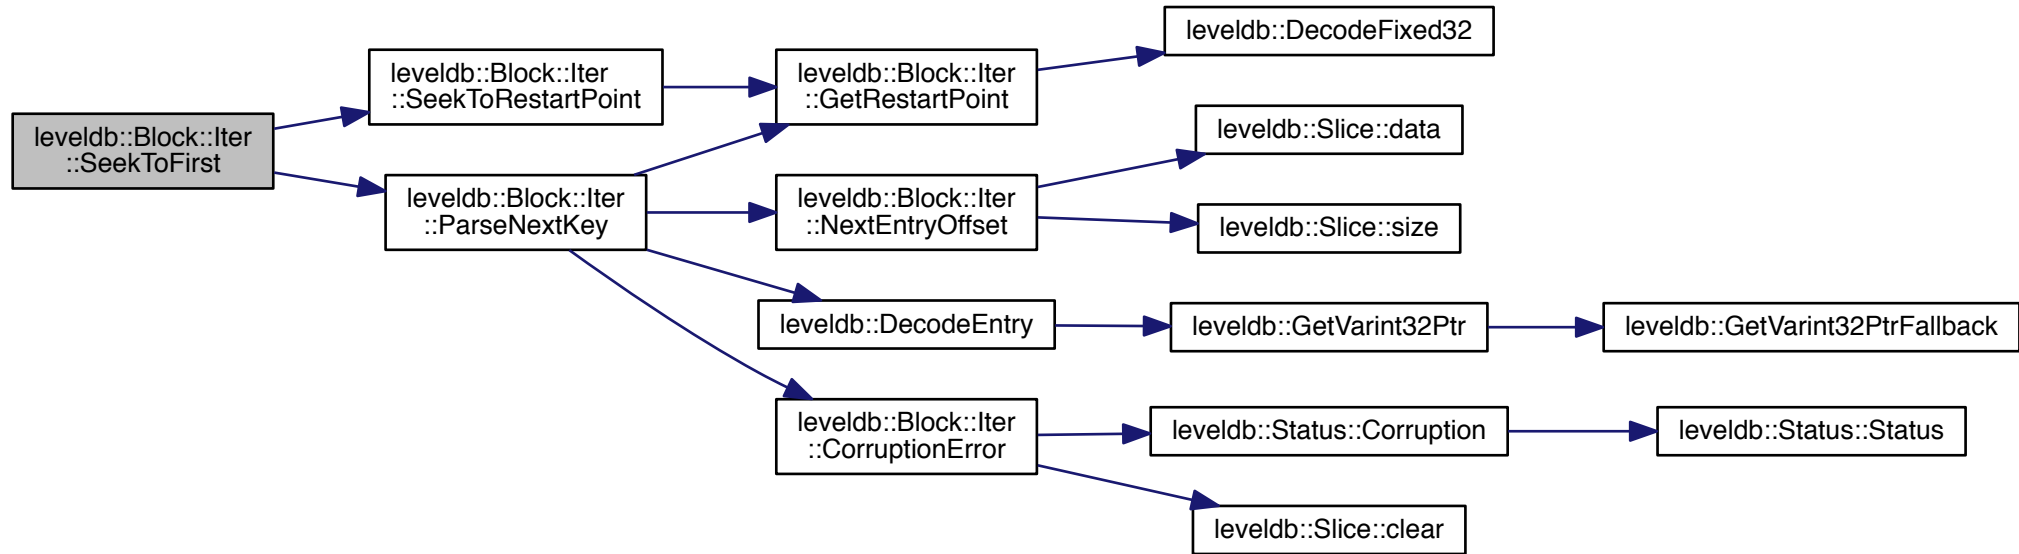 leveldb::Block::Iter
::SeekToFirst
leveldb::Block::Iter
::SeekToRestartPoint
leveldb::Block::Iter
::ParseNextKey
leveldb::Block::Iter
::GetRestartPoint
leveldb::Block::Iter
::NextEntryOffset
leveldb::DecodeEntry
leveldb::Block::Iter
::CorruptionError
leveldb::DecodeFixed32
leveldb::Slice::data
leveldb::Slice::size
leveldb::GetVarint32Ptr
leveldb::Status::Corruption
leveldb::Slice::clear
leveldb::GetVarint32PtrFallback
leveldb::Status::Status